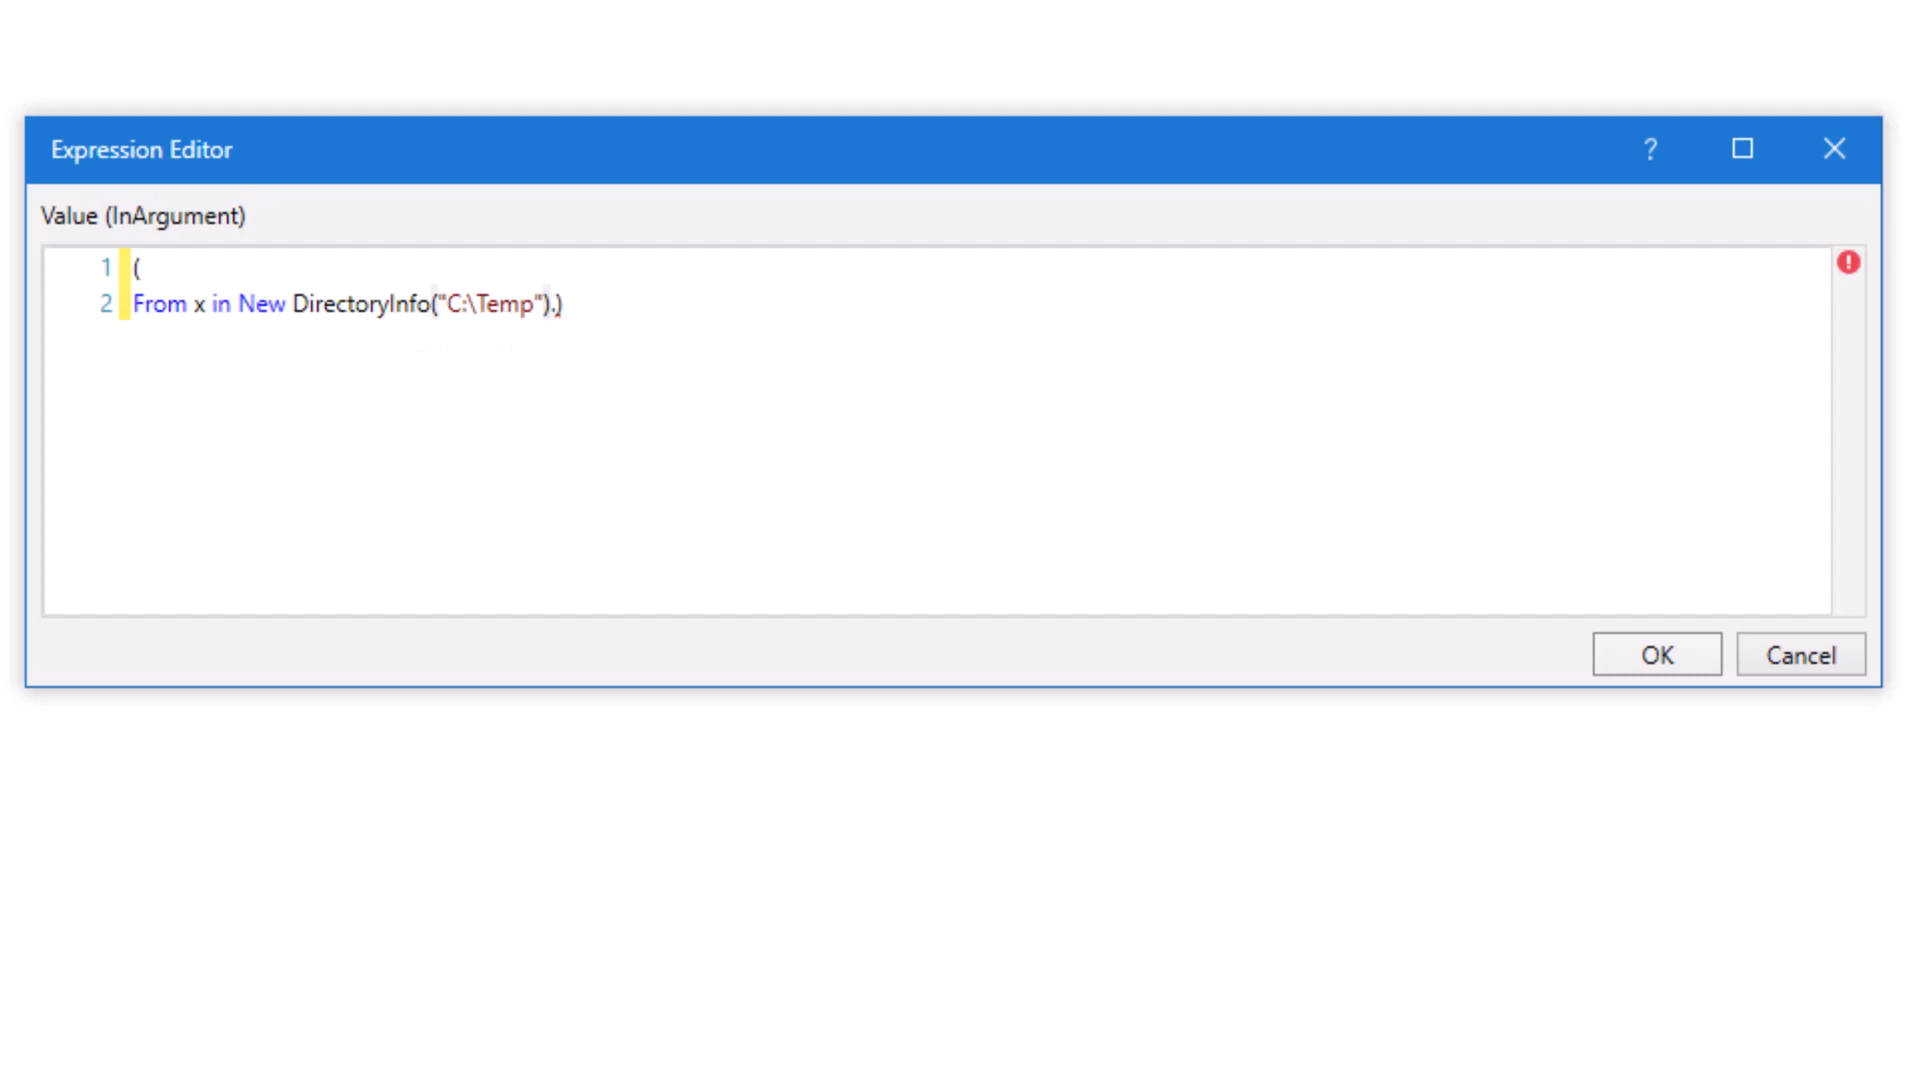 Expression Editor
?
Value (InArgument)
1 (
2 From x in New DirectoryInfo("C:\Temp").)
OK Cancel